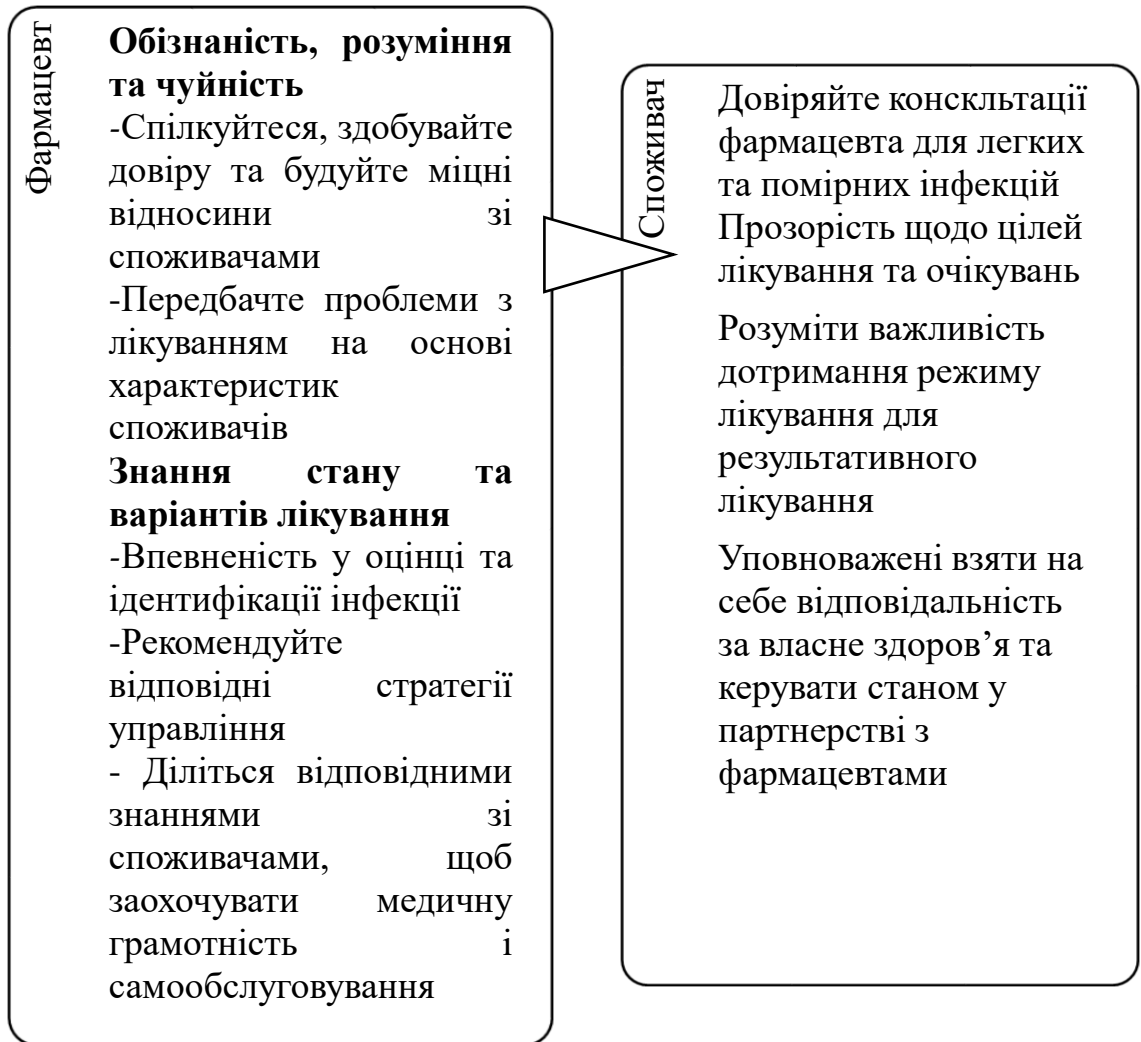 Фармацевт
Обізнаність, розуміння
та чуйність
-Спілкуйтеся, здобувайте
довіру та будуйте міцні
відносини зі
споживачами
-Передбачте проблеми з
лікуванням на основі
характеристик
споживачів
Знання стану та
варіантів лікування
-Впевненість у оцінці та
ідентифікації інфекції
-Рекомендуйте
відповідні стратегії
управління
- Діліться відповідними
знаннями зі
споживачами, щоб
заохочувати медичну
грамотність і
самообслуговування
Споживач
Довіряйте конскльтації
фармацевта для легких
та помірних інфекцій
Прозорість щодо цілей
лікування та очікувань
Розуміти важливість
дотримання режиму
лікування для
результативного
лікування
Уповноважені взяти на
себе відповідальність
за власне здоров’я та
керувати станом у
партнерстві з
фармацевтами